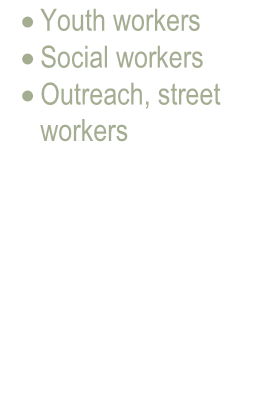 • Youth workers
• Social workers
• Outreach, street
workers